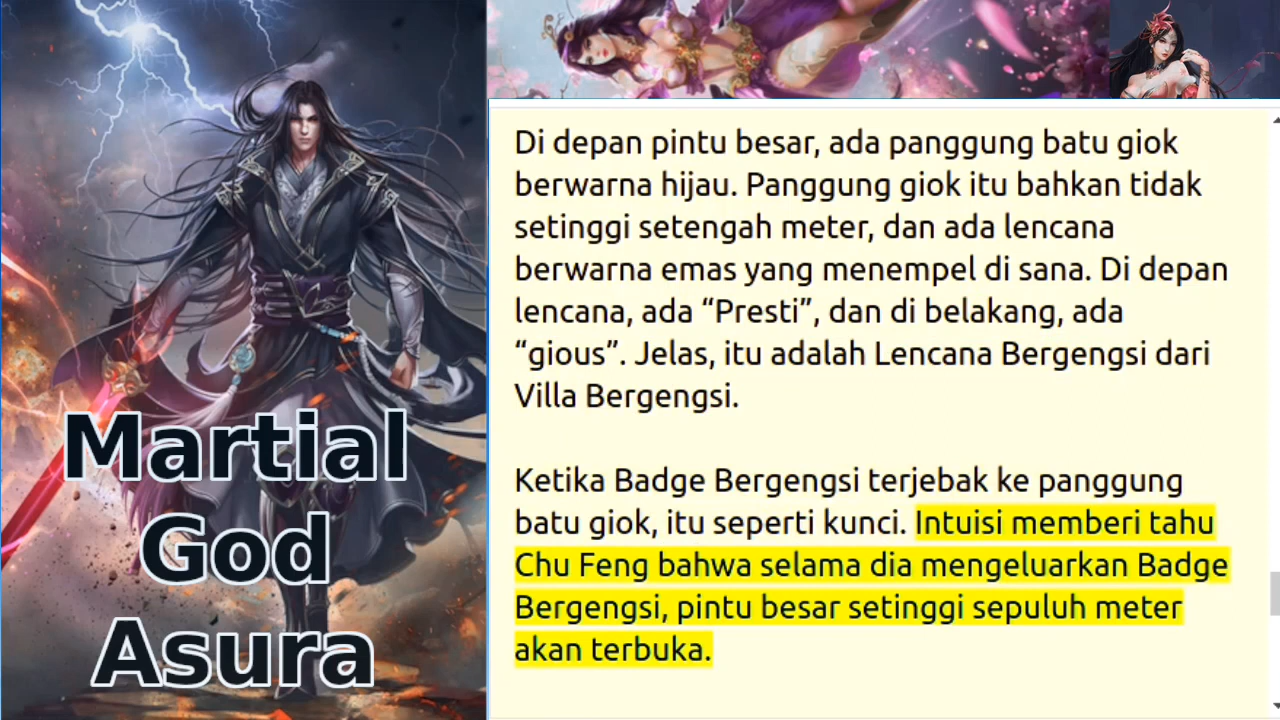 Martial
God
Asura
Di depan pintu besar, ada panggung batu giok
berwarna hijau. Panggung giok itu bahkan tidak
setinggi setengah meter, dan ada lencana
berwarna emas yang menempel di sana. Di depan
lencana, ada “Presti”, dan di belakang, ada
“gious”. Jelas, itu adalah Lencana Bergengsi dari
Villa Bergengsi.
Ketika Badge Bergengsi terjebak ke panggung
batu giok, itu seperti kunci. Intuisi memberi tahu
Chu Feng bahwa selama dia mengeluarkan Badge
Bergengsi, pintu besar setinggi sepuluh meter
akan terbuka.